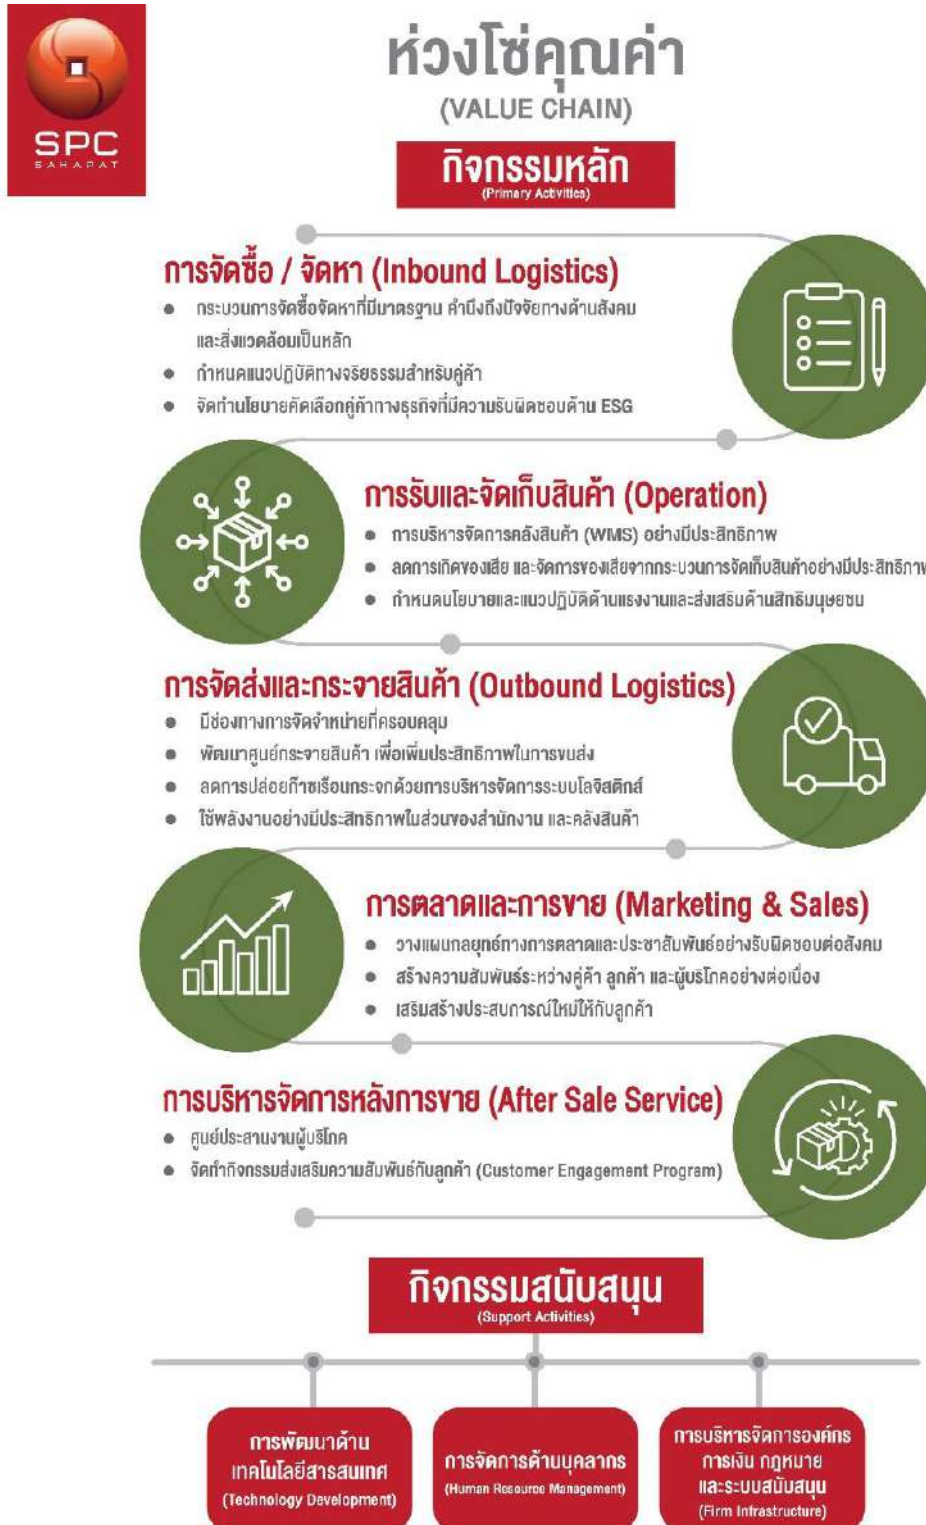 SPC
SAHAPAT
ห่วงโซ่คุณค่า
(VALUE CHAIN)
กิจกรรมหลัก
(Primary Activities)
การจัดซื้อ / จัดหา (Inbound Logistics)
● กระบวนการจัดซื้อจัดหาที่มีมาตรฐาน คำนึงถึงปัจจัยทางด้านสังคม
และสิ่งแวดล้อมเป็นหลัก
● กำหนดแนวปฏิบัติทางจริยธรรมสำหรับคู่ค้า
● จัดทำนโยบายคัดเลือกคู่ค้าทางธุรกิจที่มีความรับผิดชอบด้าน ESG
การรับและจัดเก็บสินค้า (Operation)
● การบริหารจัดการคลังสินค้า (WMS) อย่างมีประสิทธิภาพ
● ลดการเกิดของเสีย และจัดการของเสียจากกระบวนการจัดเก็บสินค้าอย่างมีประสิทธิภาพ
● กำหนดนโยบายและแนวปฏิบัติด้านแรงงานและส่งเสริมด้านสิทธิมนุษยชน
การจัดส่งและกระจายสินค้า (Outbound Logistics)
● มีช่องทางการจัดจำหน่ายที่ครอบคลุม
● พัฒนาศูนย์กระจายสินค้า เพื่อเพิ่มประสิทธิภาพในการขนส่ง
● ลดการปล่อยก๊าซเรือนกระจกด้วยการบริหารจัดการระบบโลจิสติกส์
● ใช้พลังงานอย่างมีประสิทธิภาพในส่วนของสำนักงาน และคลังสินค้า
การตลาดและการขาย (Marketing & Sales)
● วางแผนกลยุทธ์ทางการตลาดและประชาสัมพันธ์อย่างรับผิดชอบต่อสังคม
● สร้างความสัมพันธ์ระหว่างคู่ค้า ลูกค้า และผู้บริโภคอย่างต่อเนื่อง
● เสริมสร้างประสบการณ์ใหม่ให้กับลูกค้า
การบริหารจัดการหลังการขาย (After Sale Service)
● ศูนย์ประสานงานผู้บริโภค
● จัดทำกิจกรรมส่งเสริมความสัมพันธ์กับลูกค้า (Customer Engagement Program)
กิจกรรมสนับสนุน
(Support Activities)
การพัฒนาด้าน
เทคโนโลยีสารสนเทศ
(Technology Development)
การจัดการด้านบุคลากร
(Human Resource Management)
การบริหารจัดการองค์กร
การเงิน กฎหมาย
และระบบสนับสนุน
(Firm Infrastructure)